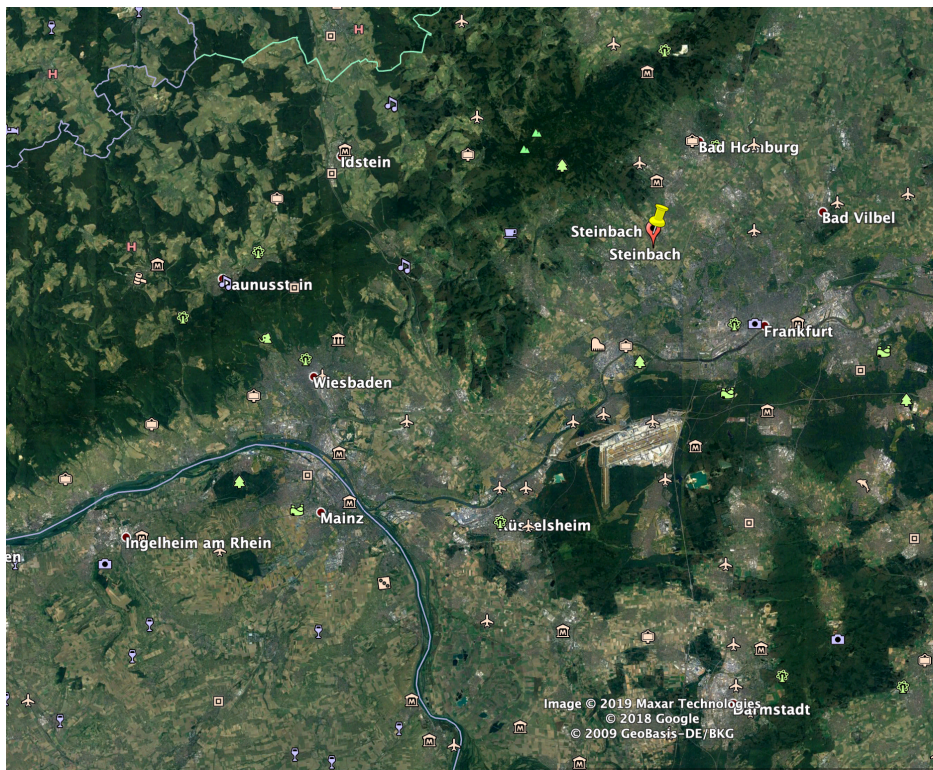 Idstein
Bad Homburg
Bad Vilbel
Steinbach
Steinbach
Taunusstein
Frankfurt
Wiesbaden
Mainz
Rüsselsheim
Ingelheim am Rhein
en
Image © 2019 Maxar Technologies
Darmstadt
© 2018 Google
© 2009 GeoBasis-DE/BKG